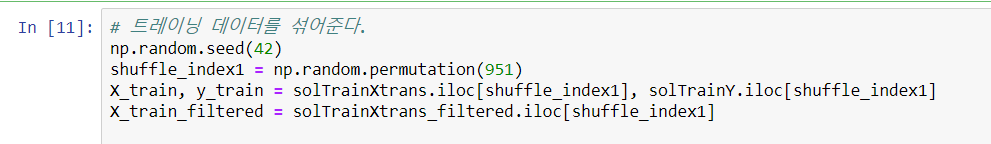 In [11]: # 트레이닝 데이터를 섞어준다.
np.random.seed(42)
shuffle_index1 = np.random.permutation(951)
X_train, y_train = solTrainXtrans.iloc[shuffle_index1], solTrainY.iloc[shuffle_index1]
X_train_filtered = solTrainXtrans_filtered.iloc[shuffle_index1]